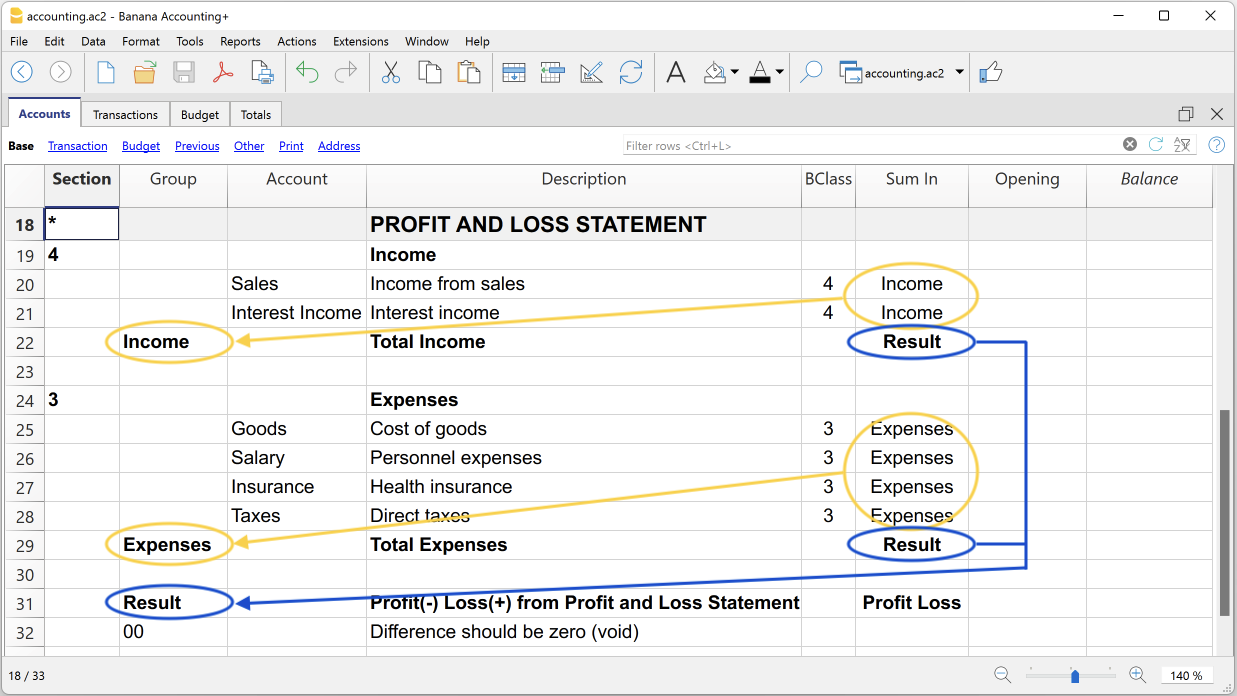 accounting.ac2 - Banana Accounting+
File Edit Data Format Tools Reports Actions Extensions Window Help
accounting.ac2
Accounts Transactions Budget Totals
Base Transaction Budget Previous Other Print Address Filter rows <Ctrl+L>
Section Group Account Description BClass Sum In Opening Balance
18 * PROFIT AND LOSS STATEMENT
19 4 Income
20 Sales Income from sales 4 Income
21 Interest Income Interest income 4 Income
22 Income Total Income Result
23
24 3 Expenses
25 Goods Cost of goods 3 Expenses
26 Salary Personnel expenses 3 Expenses
27 Insurance Health insurance 3 Expenses
28 Taxes Direct taxes 3 Expenses
29 Expenses Total Expenses Result
30
31 Result Profit(-) Loss(+) from Profit and Loss Statement Profit Loss
32 00 Difference should be zero (void)
18 / 33 140 %